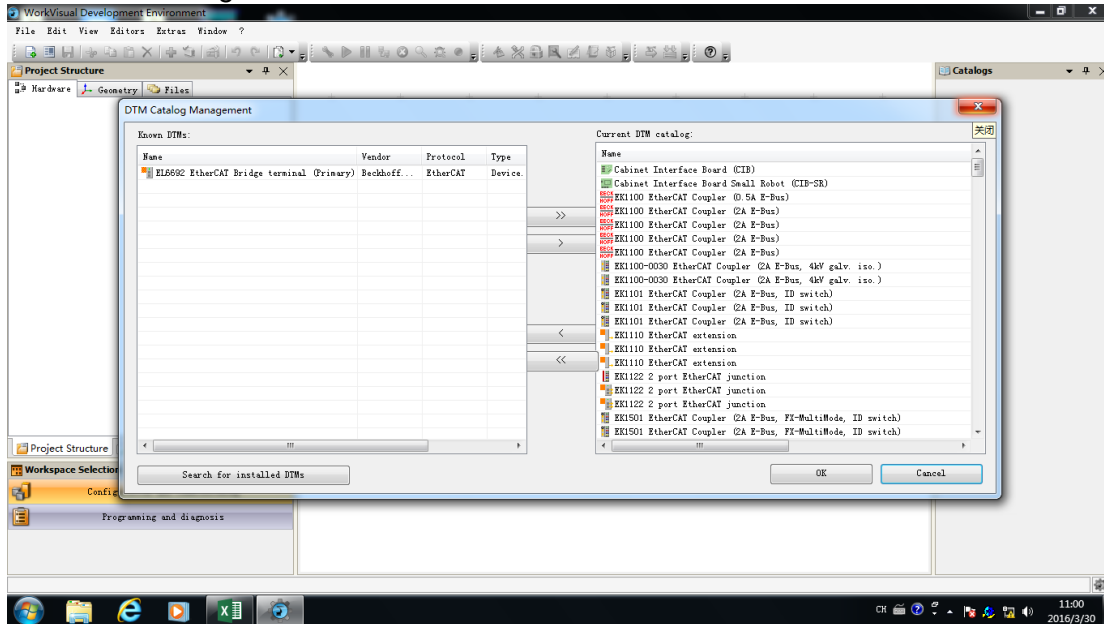 WorkVisual Development Environment
File Edit View Editors Extras Window ?
Project Structure
Hardware Geometry Files
Catalogs
DTM Catalog Management
关闭
Known DTMs:
Name Vendor Protocol Type
EL6692 EtherCAT Bridge terminal (Primary) Beckhoff... EtherCAT Device.
>>
>
<
<<
Current DTM catalog:
Name
Cabinet Interface Board (CIB)
Cabinet Interface Board Small Robot (CIB-SR)
EK1100 EtherCAT Coupler (0.5A E-Bus)
EK1100 EtherCAT Coupler (2A E-Bus)
EK1100 EtherCAT Coupler (2A E-Bus)
EK1100 EtherCAT Coupler (2A E-Bus)
EK1100 EtherCAT Coupler (2A E-Bus)
EK1100-0030 EtherCAT Coupler (2A E-Bus, 4kV galv. iso.)
EK1100-0030 EtherCAT Coupler (2A E-Bus, 4kV galv. iso.)
EK1101 EtherCAT Coupler (2A E-Bus, ID switch)
EK1101 EtherCAT Coupler (2A E-Bus, ID switch)
EK1101 EtherCAT Coupler (2A E-Bus, ID switch)
EK1110 EtherCAT extension
EK1110 EtherCAT extension
EK1110 EtherCAT extension
EK1122 2 port EtherCAT junction
EK1122 2 port EtherCAT junction
EK1122 2 port EtherCAT junction
EK1501 EtherCAT Coupler (2A E-Bus, FX-MultiMode, ID switch)
EK1501 EtherCAT Coupler (2A E-Bus, FX-MultiMode, ID switch)
Search for installed DTMs
OK Cancel
Project Structure
Workspace Selection
Config
Programming and diagnosis
CH
11:00
2016/3/30